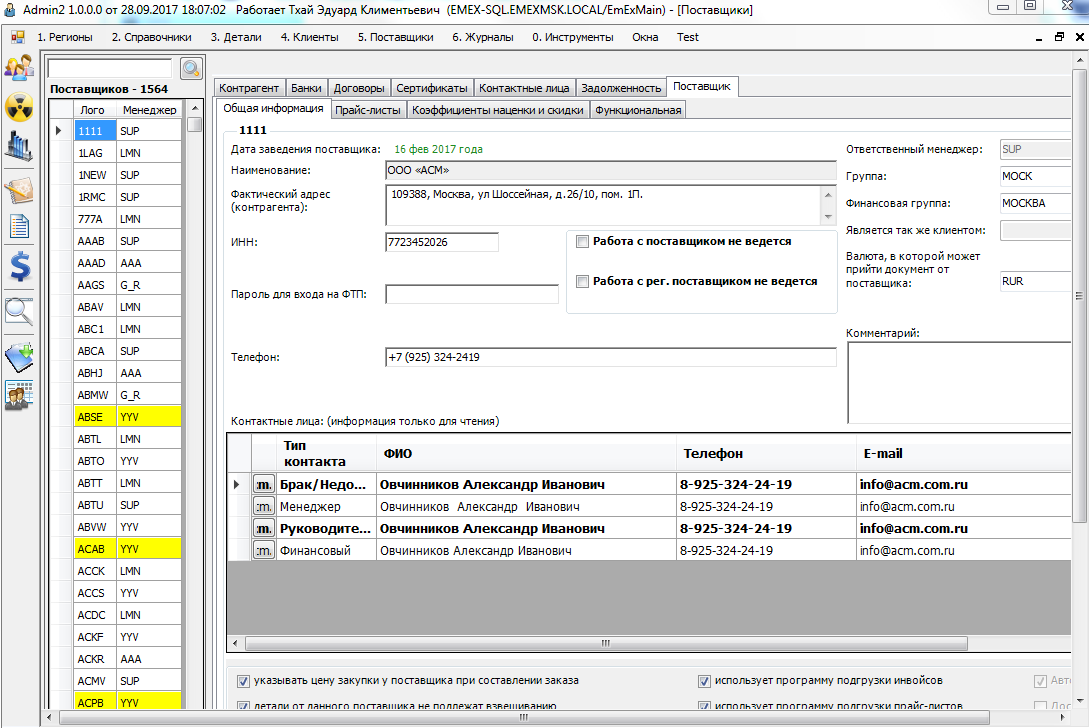 Admin2 1.0.0.0 от 28.09.2017 18:07:02 Работает Тхай Эдуард Климентьевич (EMEX-SQL.EMEXMSK.LOCAL/EmExMain) - [Поставщики]
1. Регионы 2. Справочники 3. Детали 4. Клиенты 5. Поставщики 6. Журналы 0. Инструменты Окна Test
Поставщиков - 1564
Лого Менеджер
1111 SUP
1LAG LMN
1NEW SUP
1RMC SUP
777A LMN
AAAB SUP
AAAD AAA
AAGS G_R
ABAV LMN
ABC1 LMN
ABCA SUP
ABHJ AAA
ABMW G_R
ABSE YYV
ABTL LMN
ABTO YYV
ABTT LMN
ABTU SUP
ABVW YYV
ACAB YYV
ACCK LMN
ACCS YYV
ACDC LMN
ACKF YYV
ACKR AAA
ACMV SUP
ACPB YYV
Контрагент Банки Договоры Сертификаты Контактные лица Задолженность Поставщик
Общая информация Прайс-листы Коэффициенты наценки и скидки Функциональная
1111
Дата заведения поставщика: 16 фев 2017 года
Наименование: ООО «АСМ»
Фактический адрес
(контрагента):
109388, Москва, ул Шоссейная, д.26/10, пом. 1П.
ИНН: 7723452026
Работа с поставщиком не ведется
Работа с рег. поставщиком не ведется
Пароль для входа на ФТП:
Телефон: +7 (925) 324-2419
Ответственный менеджер: SUP
Группа: МОСК
Финансовая группа: МОСКВА
Является так же клиентом:
Валюта, в которой может
прийти документ от
поставщика:
RUR
Комментарий:
Контактные лица: (информация только для чтения)
Тип
контакта
ФИО Телефон E-mail
:m. Брак/Недо... Овчинников Александр Иванович 8-925-324-24-19 info@acm.com.ru
:m. Менеджер Овчинников Александр Иванович 8-925-324-24-19 info@acm.com.ru
:m. Руководите... Овчинников Александр Иванович 8-925-324-24-19 info@acm.com.ru
:m. Финансовый Овчинников Александр Иванович 8-925-324-24-19 info@acm.com.ru
указывать цену закупки у поставщика при составлении заказа
использует программу подгрузки инвойсов
Авто
детали от данного поставщика не подлежат взвешиванию
использует программу подгрузки прайс-листов